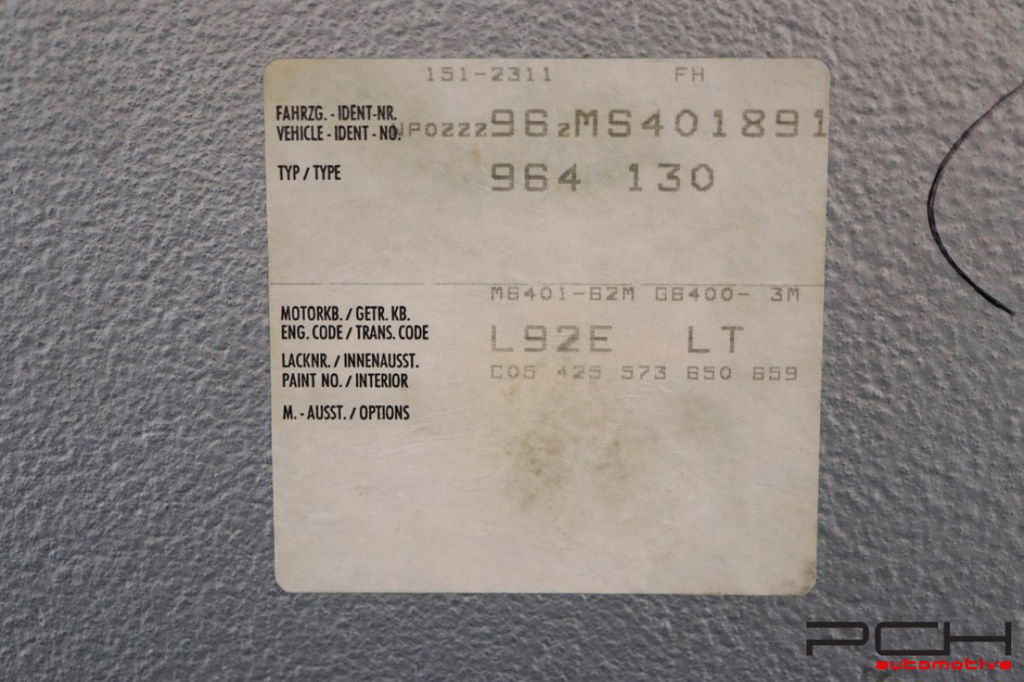 151-2311 FH
FAHRZG. - IDENT-NR.
VEHICLE - IDENT - NO. WP0ZZZ96ZMS401891
TYP / TYPE 964 130
M6401-62M G6400- 3M
MOTORKB. / GETR. KB.
ENG. CODE / TRANS. CODE L92E LT
LACKNR. / INNENAUSST.
PAINT NO. / INTERIOR C05 425 573 650 659
M. - AUSST. / OPTIONS
PCH
automotive